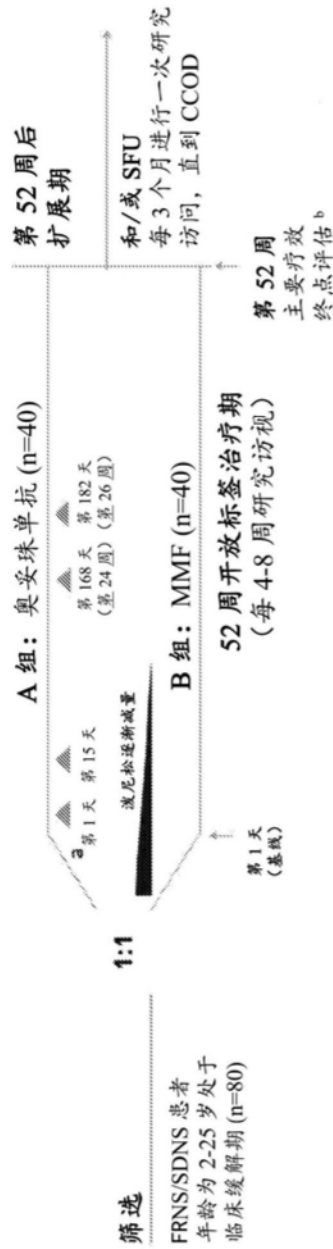 筛选
FRNS/SDNS 患者
年龄为 2-25 岁处于
临床缓解期 (n=80)
1:1
A 组：奥妥珠单抗 (n=40)
a
第 1 天
第 15 天
第 168 天
(第 24 周)
第 182 天
(第 26 周)
泼尼松逐渐减量
B 组：MMF (n=40)
第 1 天
(基线)
52 周开放标签治疗期
(每 4-8 周研究访视)
第 52 周
主要疗效
终点评估 b
第 52 周后
扩展期
和/或 SFU
每 3 个月进行一次研究
访问，直到 CCOD